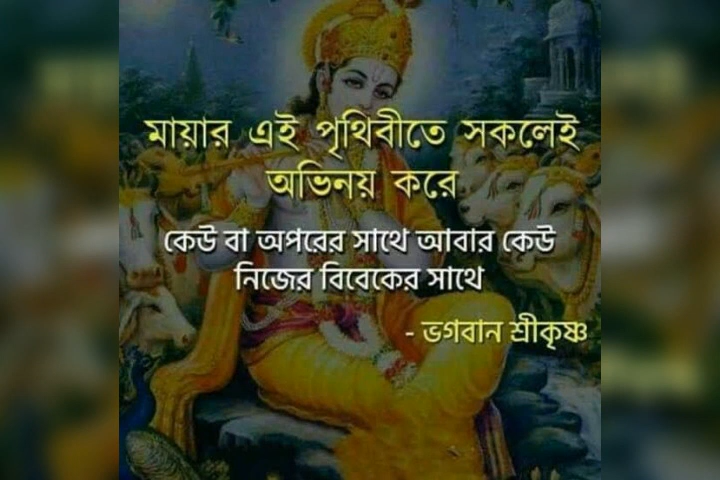 মায়ার এই পৃথিবীতে সকলেই
অভিনয় করে
কেউ বা অপরের সাথে আবার কেউ
নিজের বিবেকের সাথে
- ভগবান শ্রীকৃষ্ণ